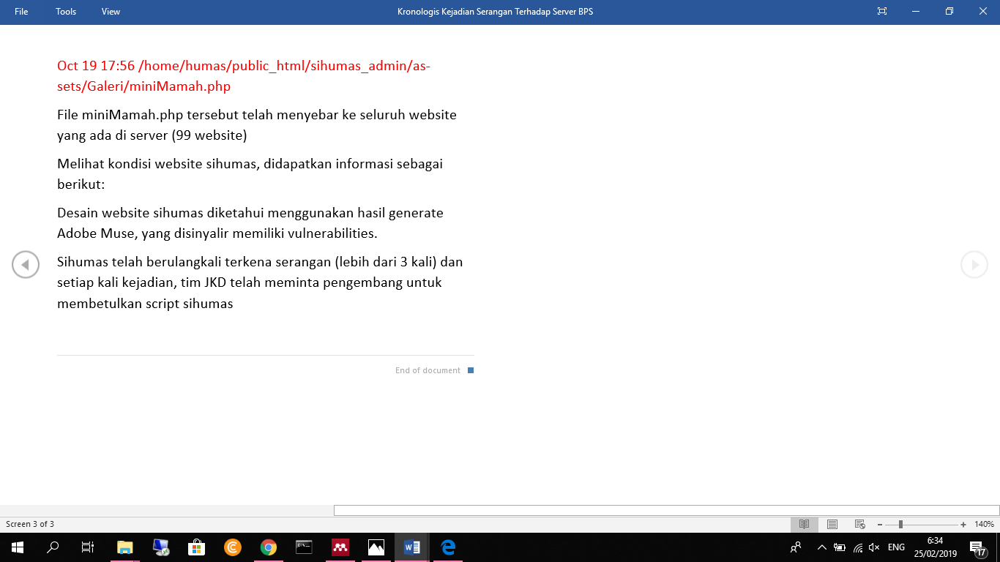 File Tools View Kronologis Kejadian Serangan Terhadap Server BPS
Oct 19 17:56 /home/humas/public_html/sihumas_admin/as-
sets/Galeri/miniMamah.php
File miniMamah.php tersebut telah menyebar ke seluruh website
yang ada di server (99 website)
Melihat kondisi website sihumas, didapatkan informasi sebagai
berikut:
Desain website sihumas diketahui menggunakan hasil generate
Adobe Muse, yang disinyalir memiliki vulnerabilities.
Sihumas telah berulangkali terkena serangan (lebih dari 3 kali) dan
setiap kali kejadian, tim JKD telah meminta pengembang untuk
membetulkan script sihumas
End of document
Screen 3 of 3 140%
ENG
6:34
25/02/2019
17